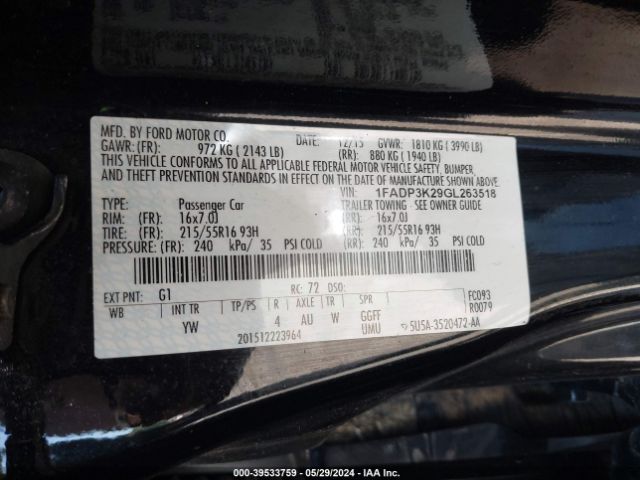 MFD. BY FORD MOTOR CO.
DATE: 12/15 GVWR: 1810 KG ( 3990 LB)
GAWR: (FR): 972 KG ( 2143 LB) (RR): 880 KG ( 1940 LB)
THIS VEHICLE CONFORMS TO ALL APPLICABLE FEDERAL MOTOR VEHICLE SAFETY, BUMPER,
AND THEFT PREVENTION STANDARDS IN EFFECT ON THE DATE OF MANUFACTURE SHOWN ABOVE.
VIN: 1FADP3K29GL263518
TYPE: Passenger Car TRAILER TOWING - SEE OWNER GUIDE
RIM: (FR): 16x7.0J (RR): 16x7.0J
TIRE: (FR): 215/55R16 93H (RR): 215/55R16 93H
PRESSURE: (FR): 240 kPa/ 35 PSI COLD (RR): 240 kPa/ 35 PSI COLD
EXT PNT: G1 RC: 72 DSO: FC093
WB INT TR TP/PS R AXLE TR SPR R0079
YW 4 AU W GGFF
201512223964 UMU 5U5A-3520472-AA
(RW) - 39533759 - 05/29/2024 - IAA Inc.